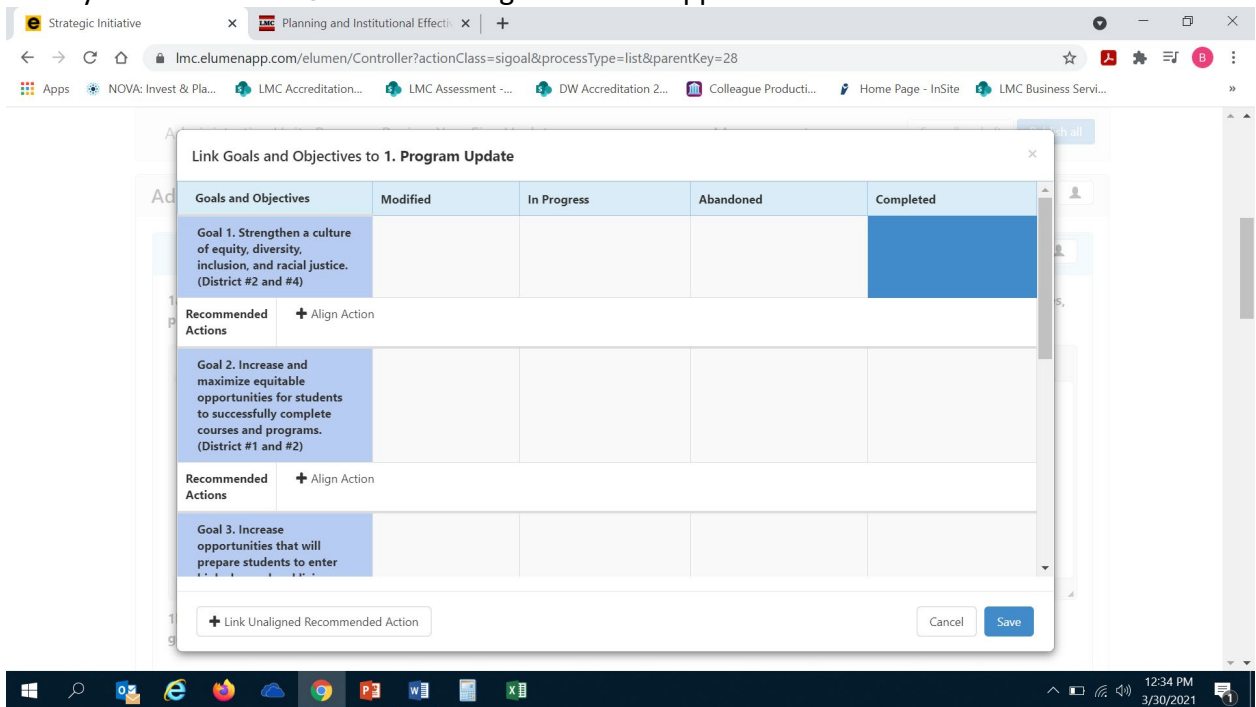 Strategic Initiative
Planning and Institutional Effectiv
lmc.elumenapp.com/elumen/Controller?actionClass=sigoal&processType=list&parentKey=28
B
Apps NOVA: Invest & Pla... LMC Accreditation... LMC Assessment -... DW Accreditation 2... Colleague Producti... Home Page - InSite LMC Business Servi... »
Link Goals and Objectives to 1. Program Update ×
Goals and Objectives Modified In Progress Abandoned Completed
Goal 1. Strengthen a culture
of equity, diversity,
inclusion, and racial justice.
(District #2 and #4)
Recommended + Align Action
Actions
Goal 2. Increase and
maximize equitable
opportunities for students
to successfully complete
courses and programs.
(District #1 and #2)
Recommended + Align Action
Actions
Goal 3. Increase
opportunities that will
prepare students to enter
+ Link Unaligned Recommended Action Cancel Save
12:34 PM
3/30/2021